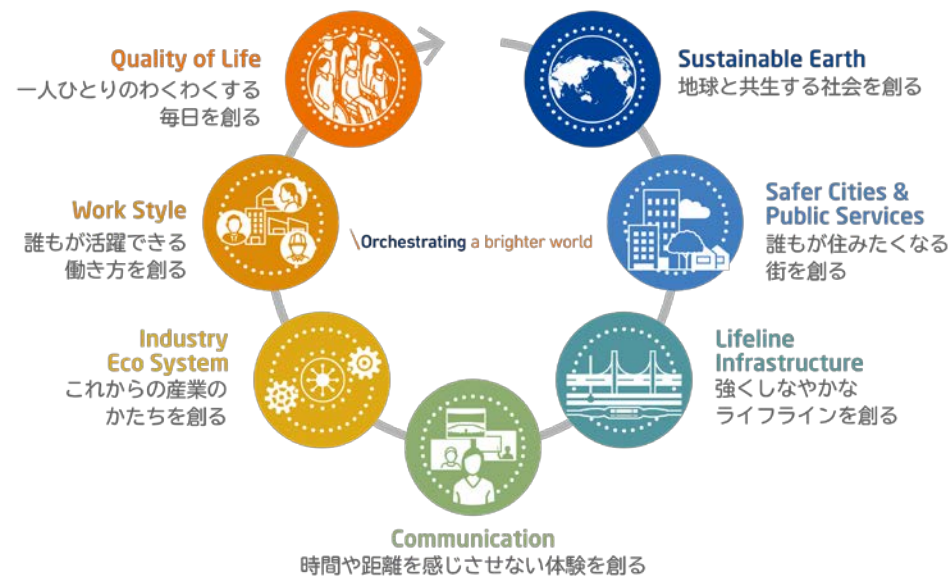 Quality of Life
一人ひとりのわくわくする
毎日を創る
Sustainable Earth
地球と共生する社会を創る
Work Style
誰もが活躍できる
働き方を創る
\Orchestrating a brighter world
Safer Cities &
Public Services
誰もが住みたくなる
街を創る
Industry
Eco System
これからの産業の
かたちを創る
Lifeline
Infrastructure
強くしなやかな
ライフラインを創る
Communication
時間や距離を感じさせない体験を創る